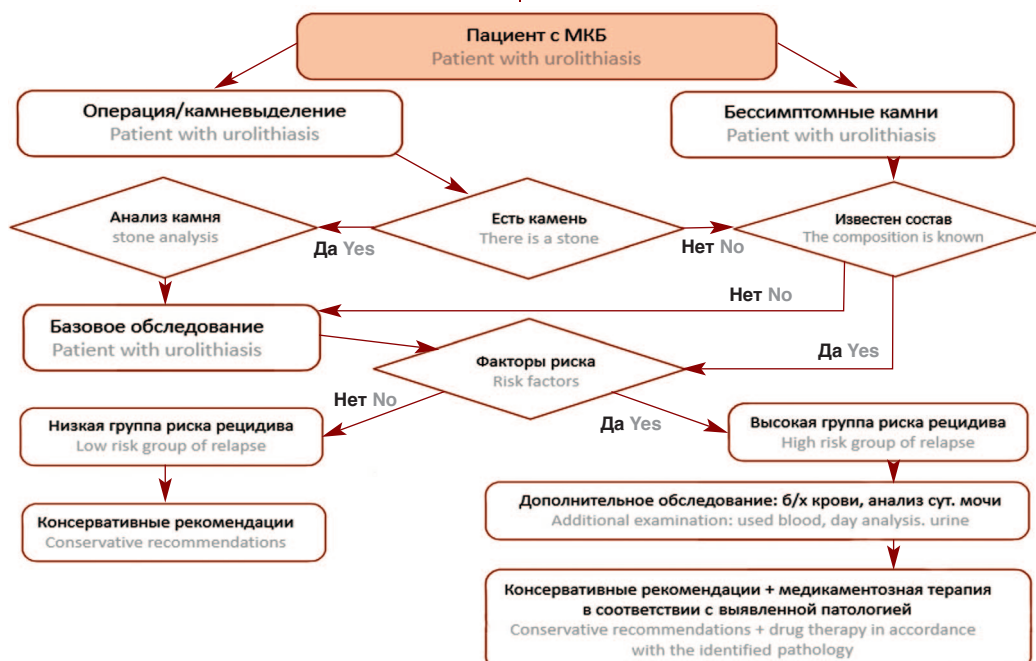 Пациент с МКБ
Patient with urolithiasis
Операция/камневыделение
Patient with urolithiasis
Бессимптомные камни
Patient with urolithiasis
Анализ камня
stone analysis
Есть камень
There is a stone
Известен состав
The composition is known
Да Yes
Нет No
Нет No
Базовое обследование
Patient with urolithiasis
Да Yes
Факторы риска
Risk factors
Нет No
Да Yes
Низкая группа риска рецидива
Low risk group of relapse
Высокая группа риска рецидива
High risk group of relapse
Консервативные рекомендации
Conservative recommendations
Дополнительное обследование: б/х крови, анализ сут. мочи
Additional examination: used blood, day analysis. urine
Консервативные рекомендации + медикаментозная терапия
в соответствии с выявленной патологией
Conservative recommendations + drug therapy in accordance
with the identified pathology